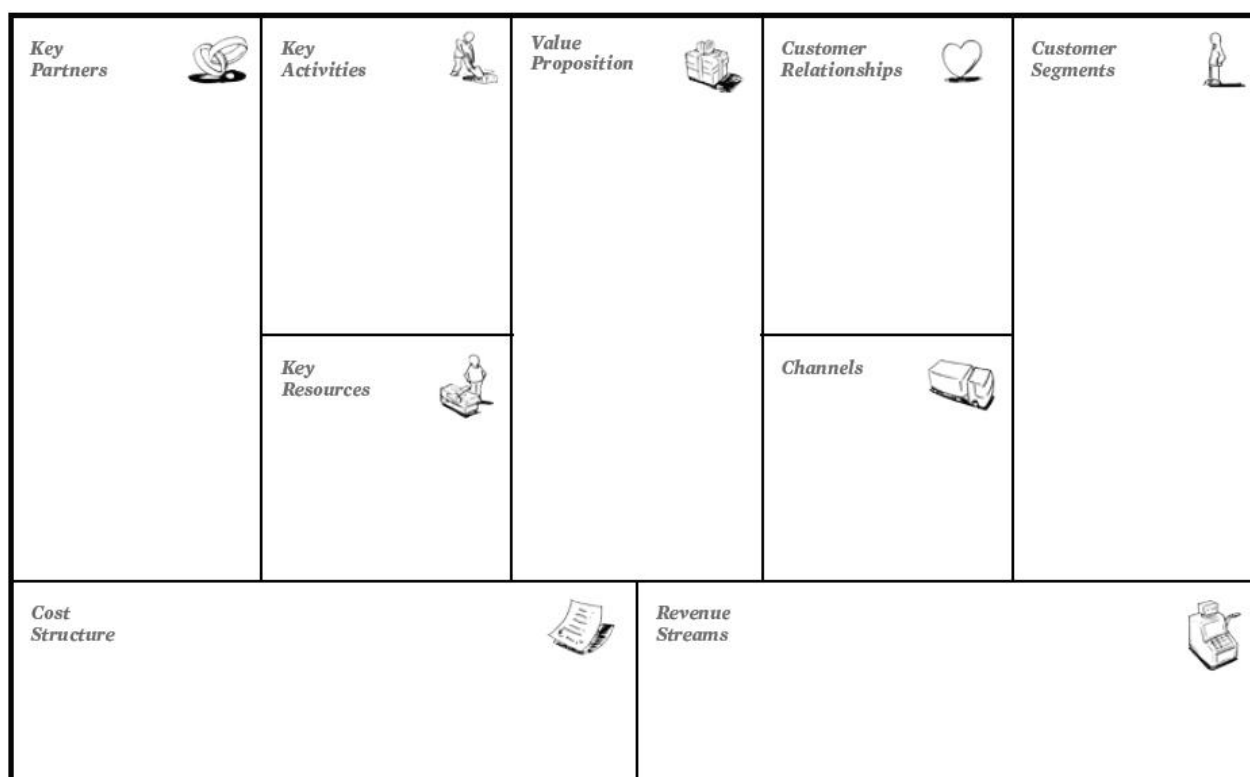 Key
Partners
Key
Activities
Value
Proposition
Customer
Relationships
Customer
Segments
Key
Resources
Channels
Cost
Structure
Revenue
Streams